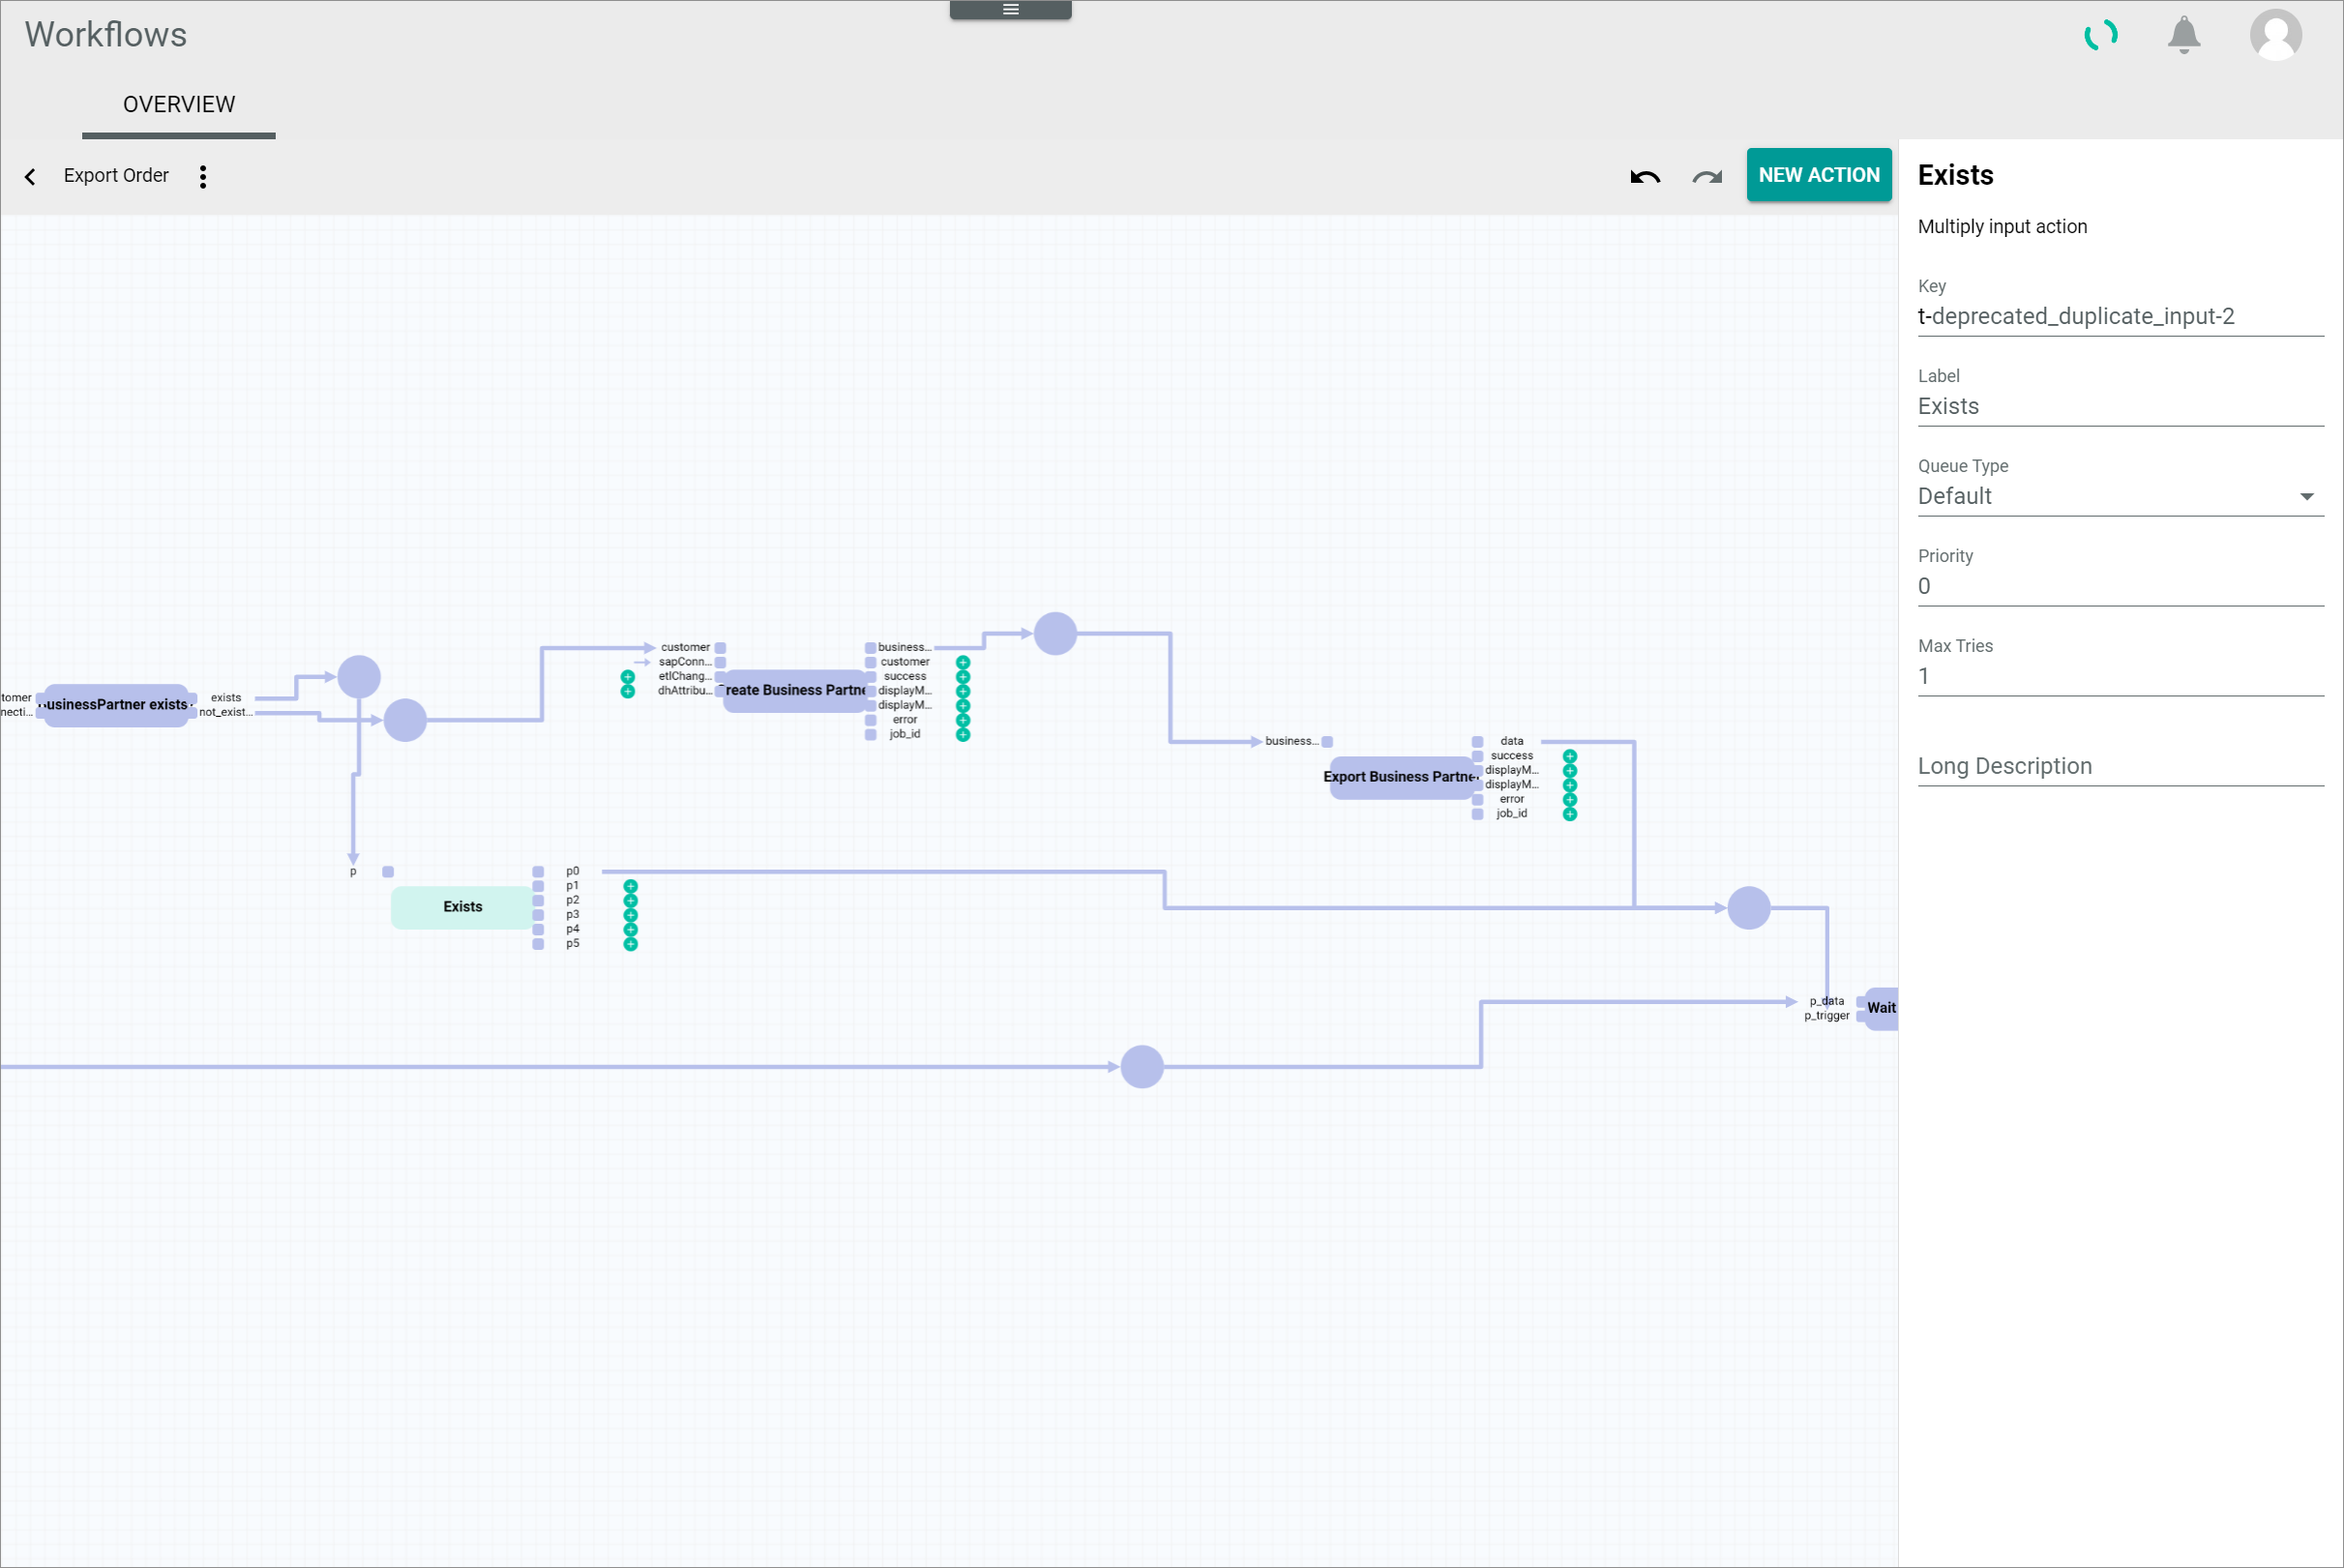 Workflows
OVERVIEW
Export Order
NEW ACTION
Exists
Multiply input action
Key
t-deprecated_duplicate_input-2
Label
Exists
Queue Type
Default
Priority
0
Max Tries
1
Long Description
tomer
necti...
usinessPartner exists
exists
not_exist...
customer
sapConn...
etlChang...
dhAttribu...
reate Business Partne
business...
customer
success
displayM...
displayM...
error
job_id
business...
Export Business Partner
data
success
displayM...
displayM...
error
job_id
p
Exists
p0
p1
p2
p3
p4
p5
p_data
p_trigger
Wait